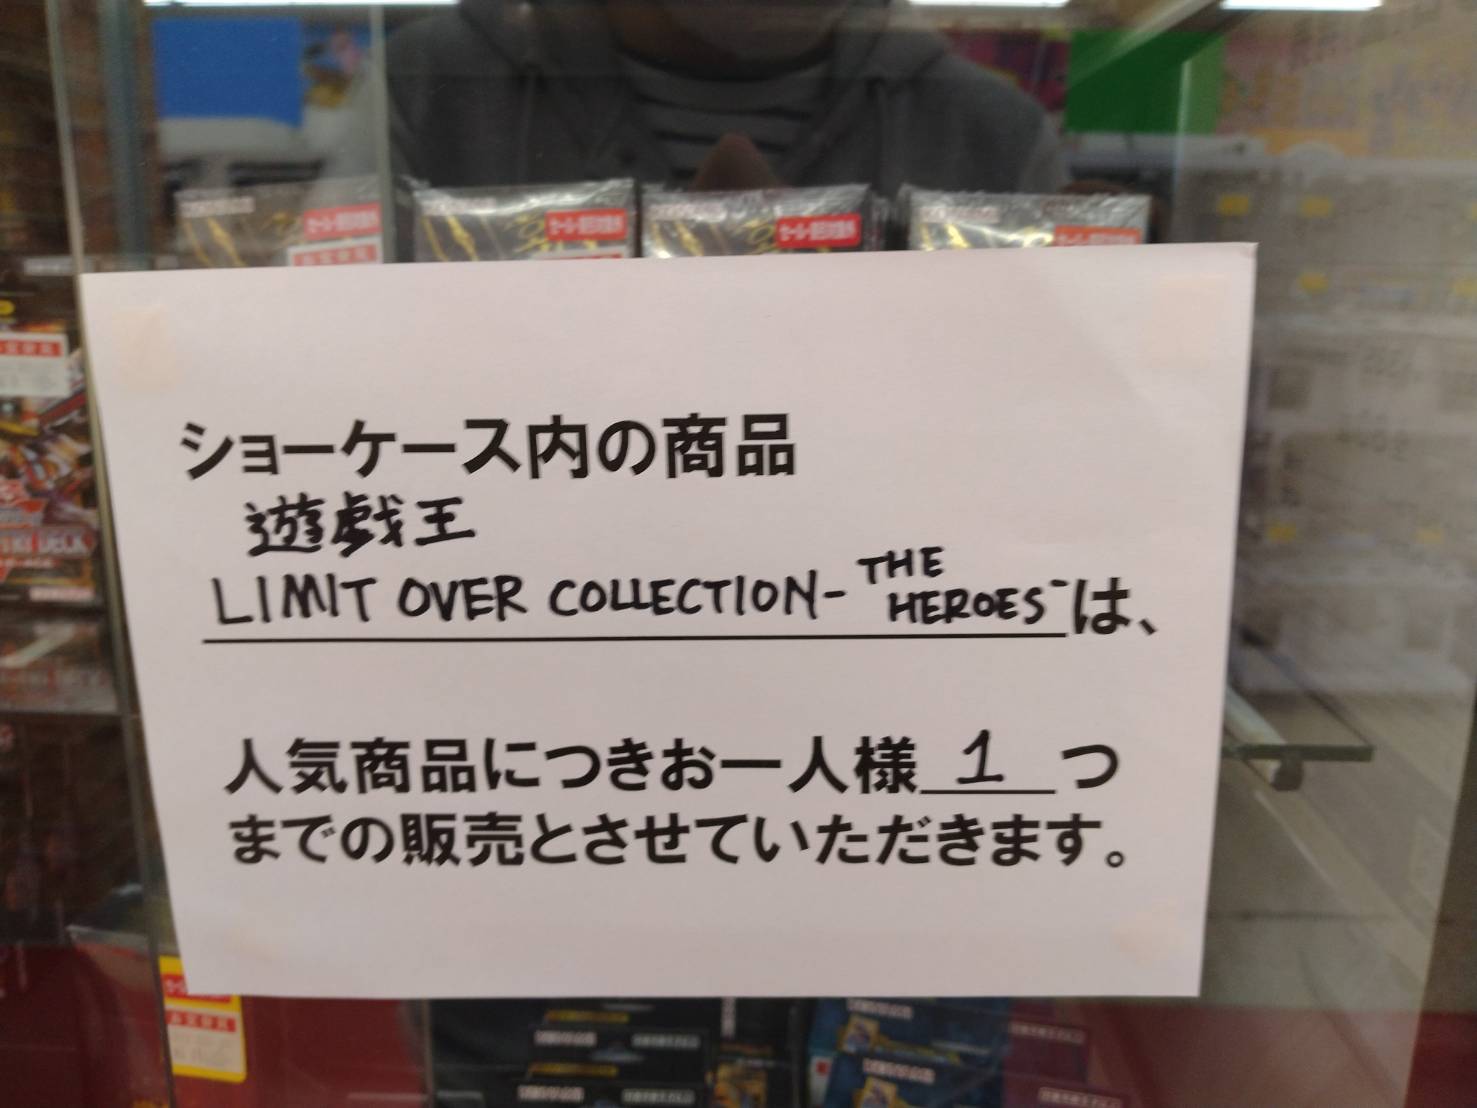 ショーケース内の商品
遊戯王
LIMIT OVER COLLECTION-THE HEROES-は、
人気商品につきお一人様 1 つ
までの販売とさせていただきます。